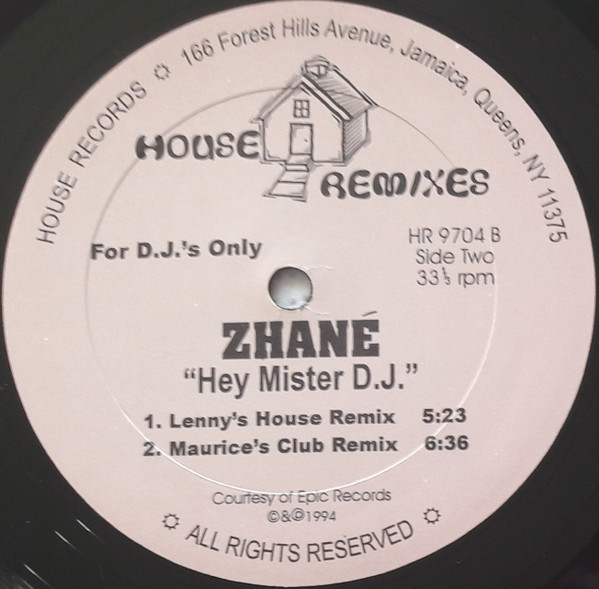 HOUSE RECORDS ☼ 166 Forest Hills Avenue, Jamaica, Queens, NY 11375
HOUSE
REMIXES
For D.J.'s Only
HR 9704 B
Side Two
33⅓ rpm
ZHANÉ
“Hey Mister D.J.”
1. Lenny's House Remix 5:23
2. Maurice's Club Remix 6:36
Courtesy of Epic Records
©&℗1994
☼ ALL RIGHTS RESERVED ☼